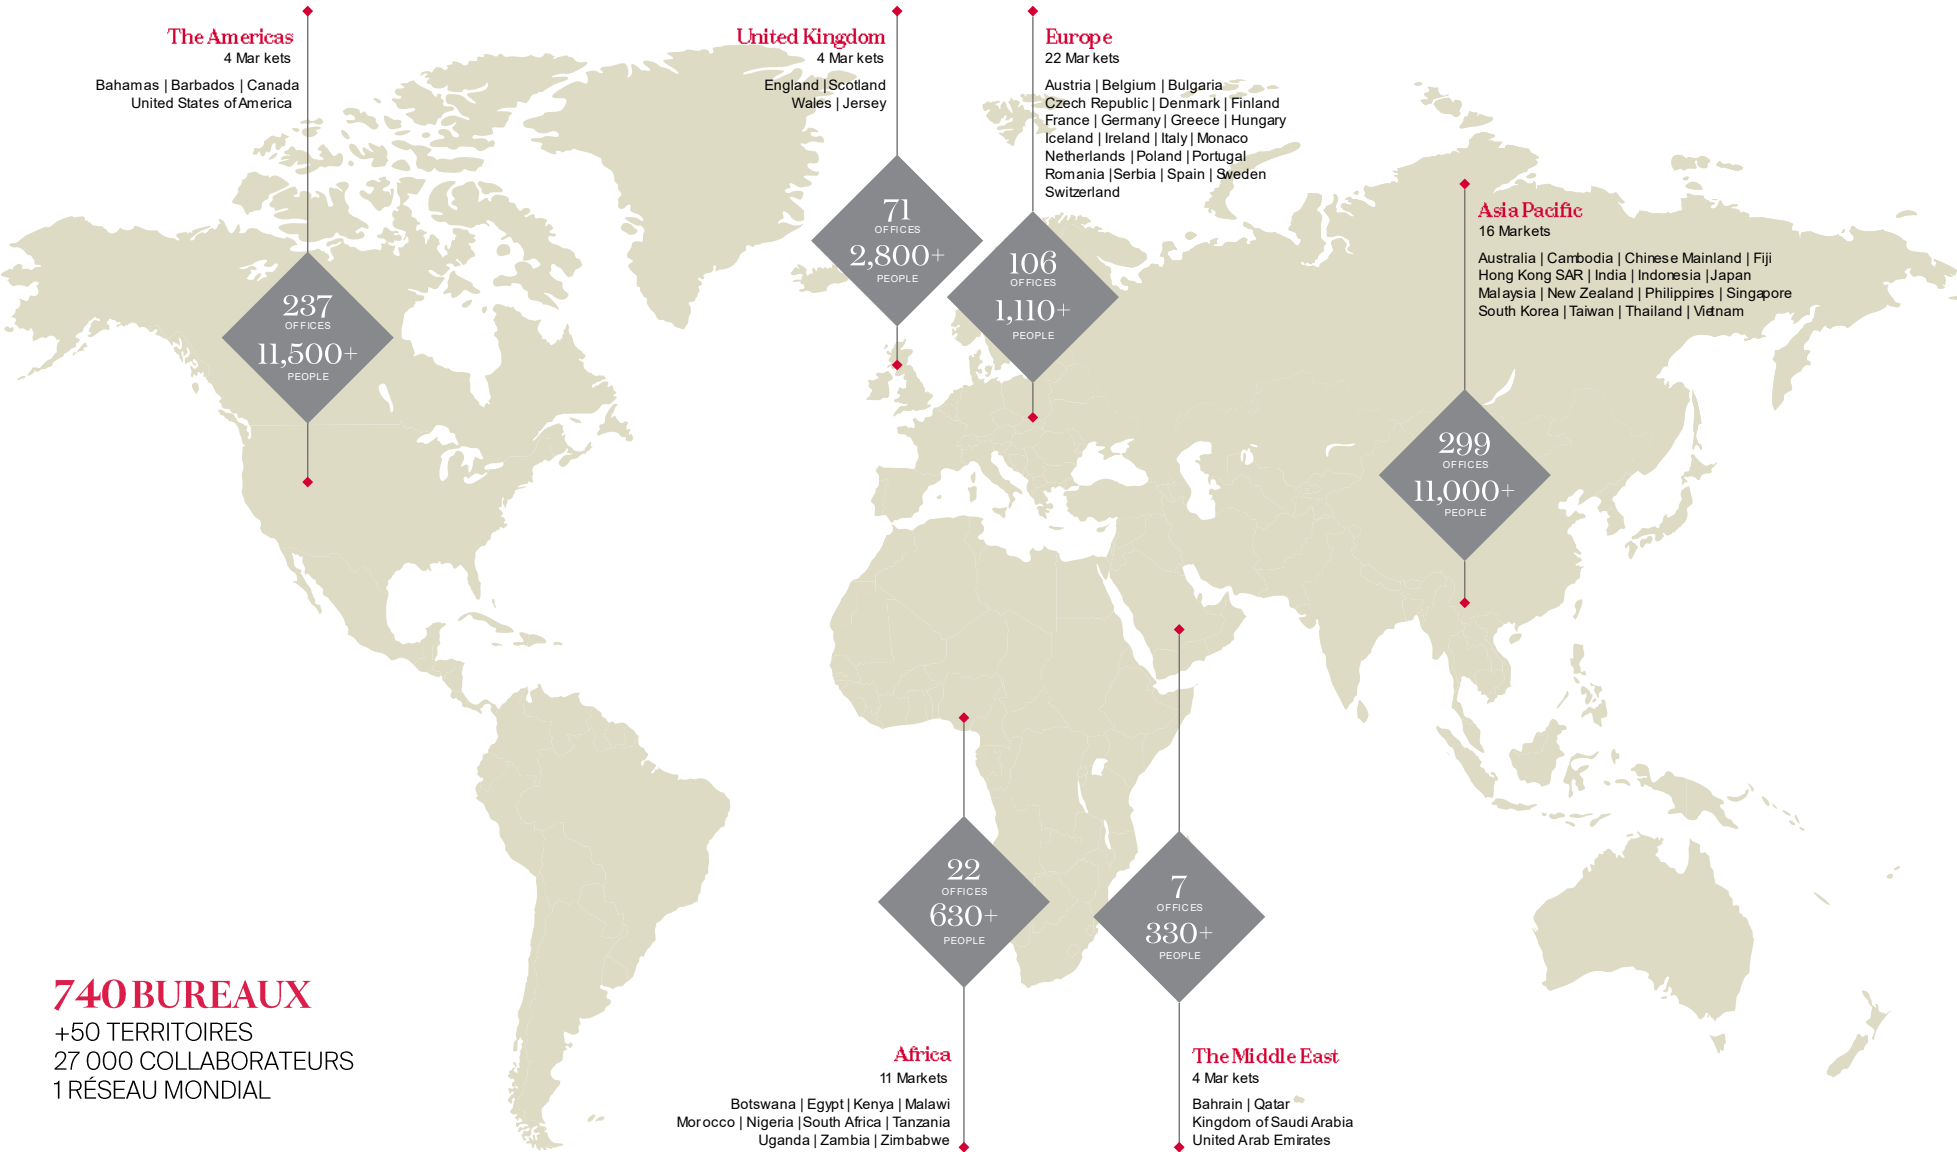 The Americas
4 Markets
Bahamas | Barbados | Canada
United States of America
237
OFFICES
11,500+
PEOPLE
United Kingdom
4 Markets
England | Scotland
Wales | Jersey
71
OFFICES
2,800+
PEOPLE
Europe
22 Markets
Austria | Belgium | Bulgaria
Czech Republic | Denmark | Finland
France | Germany | Greece | Hungary
Iceland | Ireland | Italy | Monaco
Netherlands | Poland | Portugal
Romania | Serbia | Spain | Sweden
Switzerland
106
OFFICES
1,110+
PEOPLE
Asia Pacific
16 Markets
Australia | Cambodia | Chinese Mainland | Fiji
Hong Kong SAR | India | Indonesia | Japan
Malaysia | New Zealand | Philippines | Singapore
South Korea | Taiwan | Thailand | Vietnam
299
OFFICES
11,000+
PEOPLE
22
OFFICES
630+
PEOPLE
Africa
11 Markets
Botswana | Egypt | Kenya | Malawi
Morocco | Nigeria | South Africa | Tanzania
Uganda | Zambia | Zimbabwe
7
OFFICES
330+
PEOPLE
The Middle East
4 Markets
Bahrain | Qatar
Kingdom of Saudi Arabia
United Arab Emirates
740 BUREAUX
+50 TERRITOIRES
27 000 COLLABORATEURS
1 RÉSEAU MONDIAL